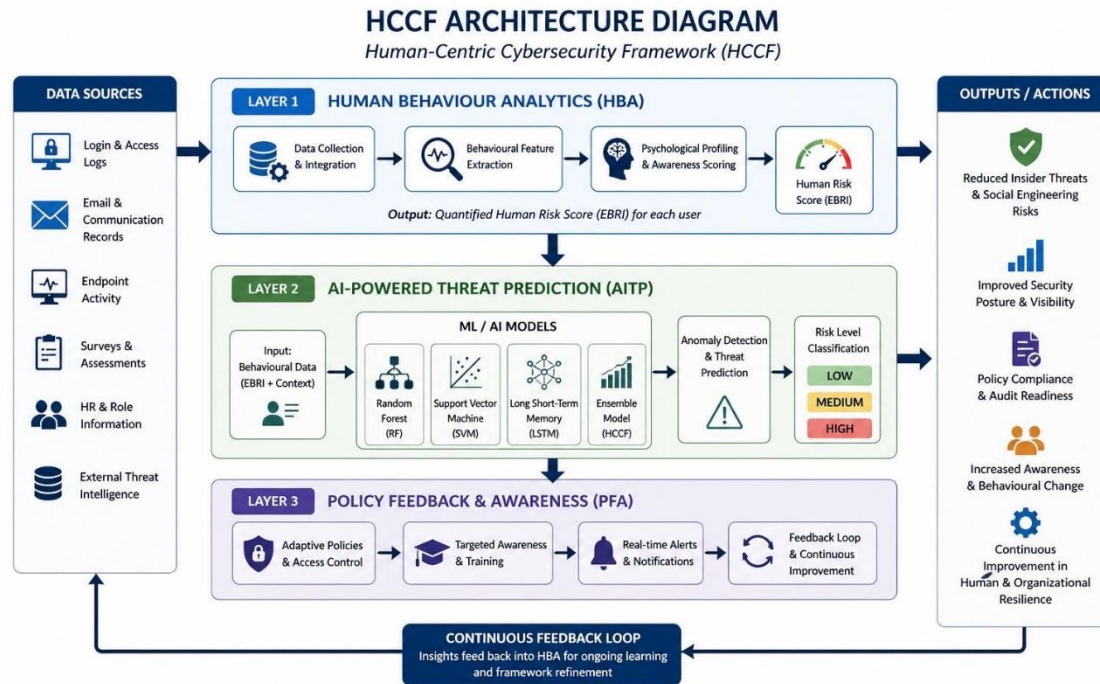 HCCF ARCHITECTURE DIAGRAM
Human-Centric Cybersecurity Framework (HCCF)
DATA SOURCES
Login & Access
Logs
Email &
Communication
Records
Endpoint
Activity
Surveys &
Assessments
HR & Role
Information
External Threat
Intelligence
LAYER 1
HUMAN BEHAVIOUR ANALYTICS (HBA)
Data Collection
& Integration
Behavioural Feature
Extraction
Psychological Profiling
& Awareness Scoring
Human Risk
Score (EBRI)
Output: Quantified Human Risk Score (EBRI) for each user
LAYER 2
AI-POWERED THREAT PREDICTION (AITP)
Input:
Behavioural Data
(EBRI + Context)
ML / AI MODELS
Random
Forest
(RF)
Support Vector
Machine
(SVM)
Long Short-Term
Memory
(LSTM)
Ensemble
Model
(HCCF)
Anomaly Detection
& Threat
Prediction
Risk Level
Classification
LOW
MEDIUM
HIGH
LAYER 3
POLICY FEEDBACK & AWARENESS (PFA)
Adaptive Policies
& Access Control
Targeted Awareness
& Training
Real-time Alerts
& Notifications
Feedback Loop
& Continuous
Improvement
OUTPUTS / ACTIONS
Reduced Insider Threats
& Social Engineering
Risks
Improved Security
Posture & Visibility
Policy Compliance
& Audit Readiness
Increased Awareness
& Behavioural Change
Continuous
Improvement in
Human & Organizational
Resilience
CONTINUOUS FEEDBACK LOOP
Insights feed back into HBA for ongoing learning
and framework refinement